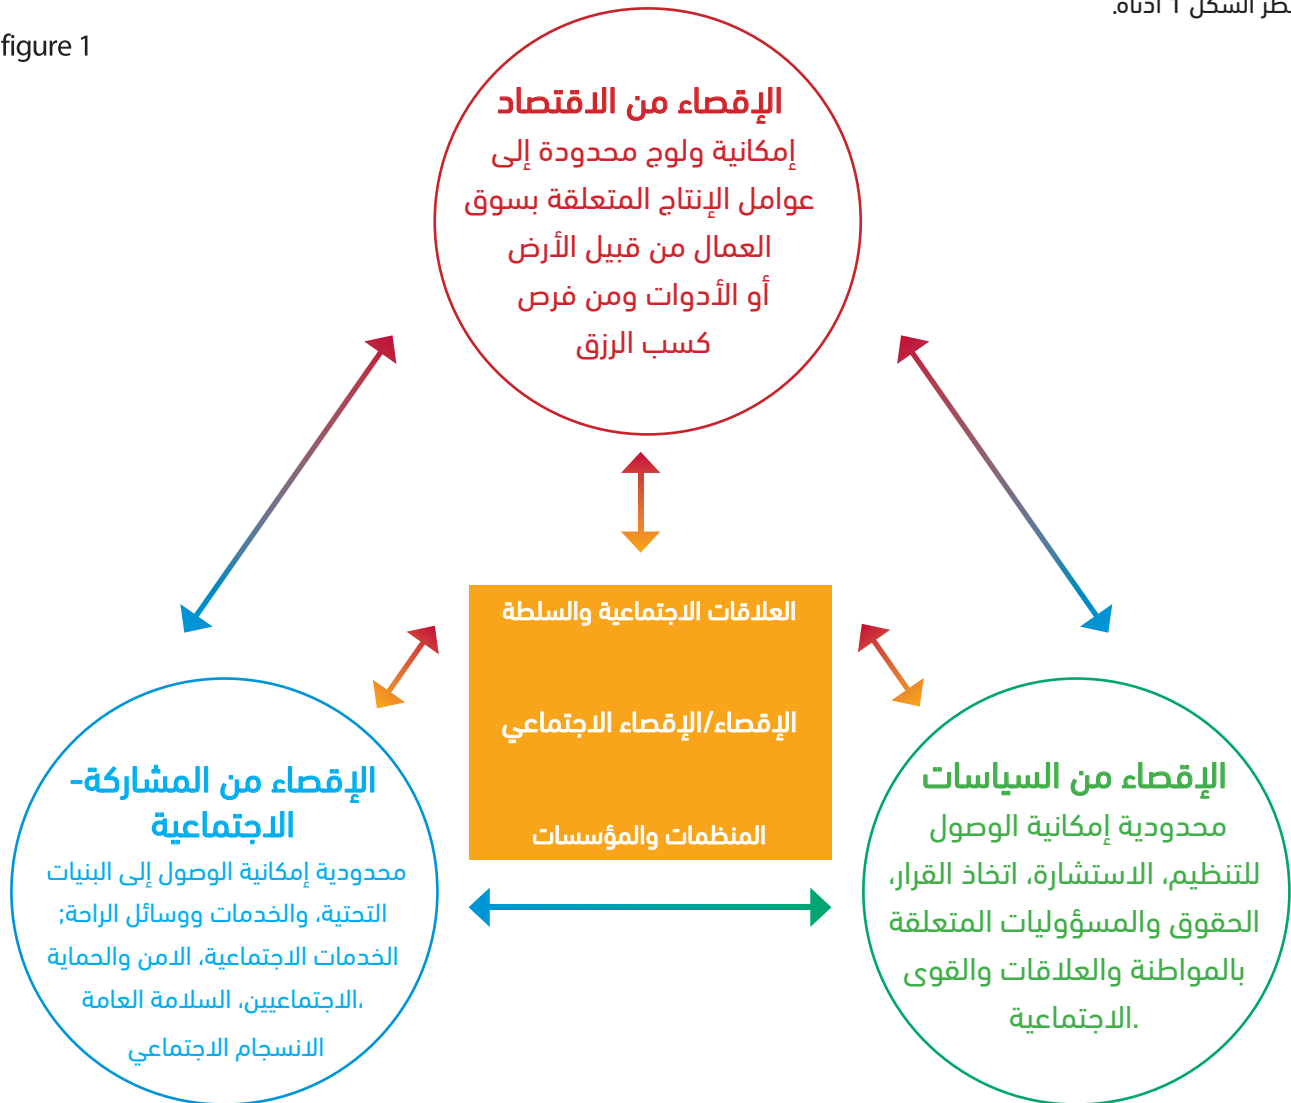 الشكل 1 أدناه.
figure 1
الإقصاء من الاقتصاد
إمكانية ولوج محدودة إلى
عوامل الإنتاج المتعلقة بسوق
العمال من قبيل الأرض
أو الأدوات ومن فرص
كسب الرزق
العلاقات الاجتماعية والسلطة
الإقصاء/الإقصاء الاجتماعي
المنظمات والمؤسسات
الإقصاء من المشاركة-
الاجتماعية
محدودية إمكانية الوصول إلى البنيات
التحتية، والخدمات ووسائل الراحة;
الخدمات الاجتماعية، الامن والحماية
،الاجتماعيين، السلامة العامة
الانسجام الاجتماعي
الإقصاء من السياسات
محدودية إمكانية الوصول
للتنظيم، الاستشارة، اتخاذ القرار،
الحقوق والمسؤوليات المتعلقة
بالمواطنة والعلاقات والقوى
.الاجتماعية